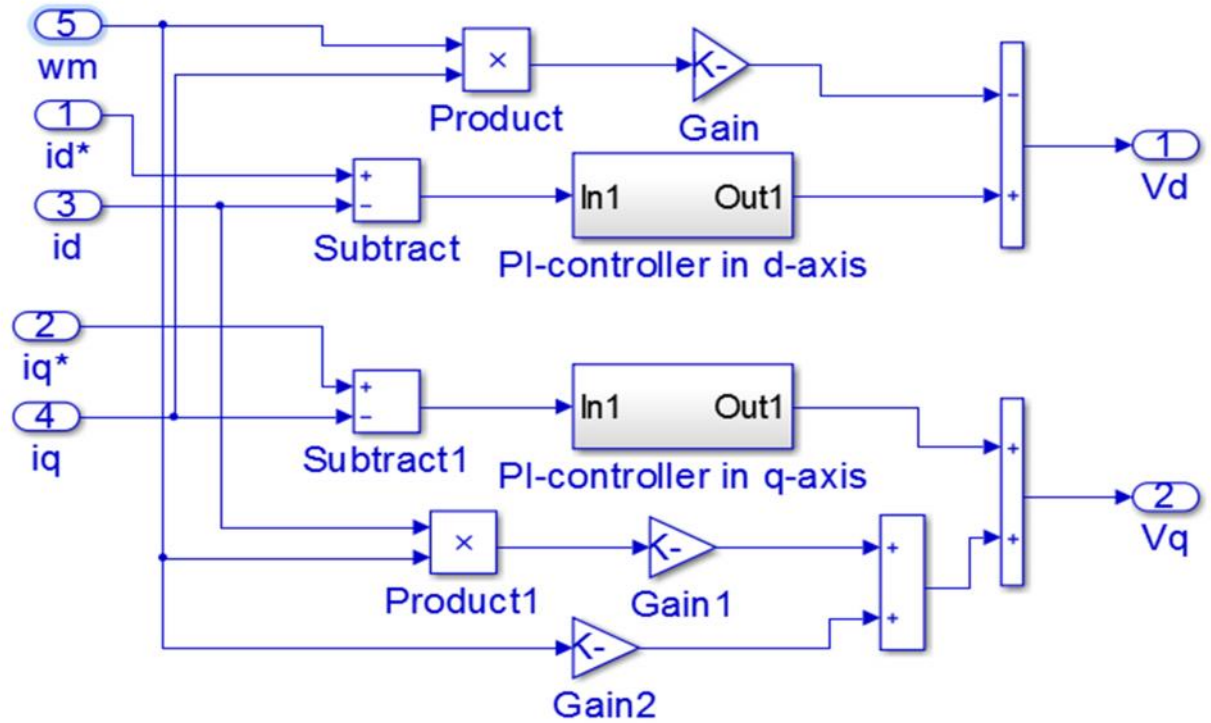 5
wm
×
Product
K-
Gain
−
+
1
Vd
1
id*
3
id
+
−
Subtract
In1 Out1
PI-controller in d-axis
2
iq*
4
iq
+
−
Subtract1
In1 Out1
PI-controller in q-axis
+
+
2
Vq
×
Product1
K-
Gain1
+
+
K-
Gain2